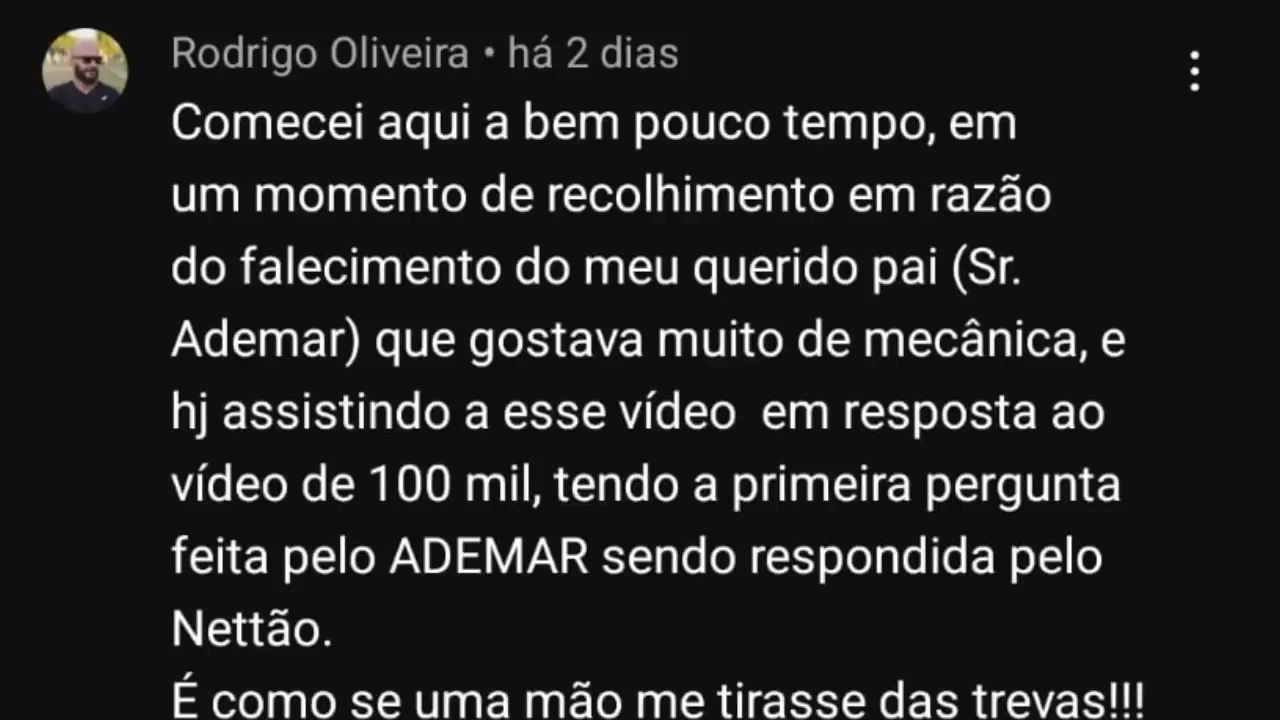 Rodrigo Oliveira • há 2 dias
Comecei aqui a bem pouco tempo, em
um momento de recolhimento em razão
do falecimento do meu querido pai (Sr.
Ademar) que gostava muito de mecânica, e
hj assistindo a esse vídeo  em resposta ao
vídeo de 100 mil, tendo a primeira pergunta
feita pelo ADEMAR sendo respondida pelo
Nettão.
É como se uma mão me tirasse das trevas!!!